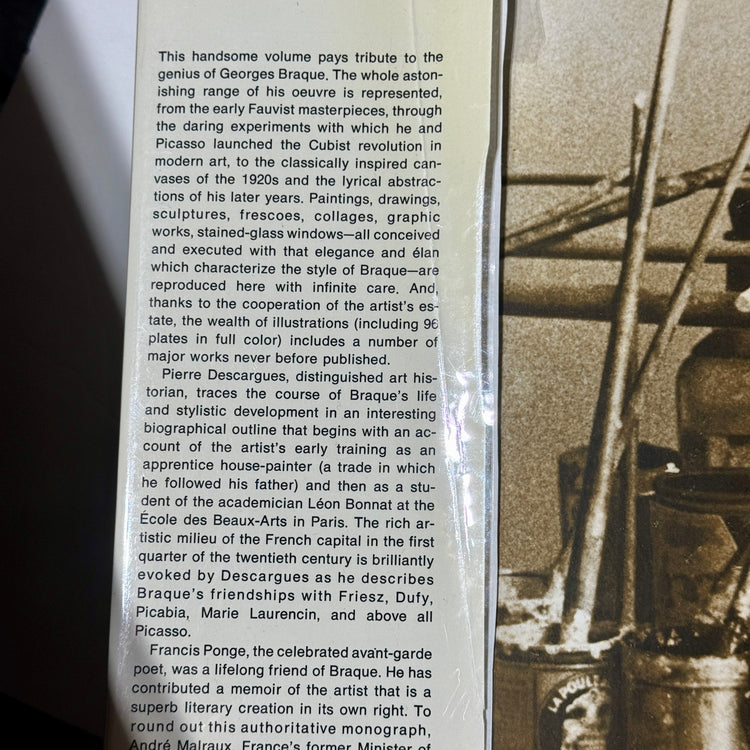 This handsome volume pays tribute to the
genius of Georges Braque. The whole aston-
ishing range of his oeuvre is represented,
from the early Fauvist masterpieces, through
the daring experiments with which he and
Picasso launched the Cubist revolution in
modern art, to the classically inspired can-
vases of the 1920s and the lyrical abstrac-
tions of his later years. Paintings, drawings,
sculptures, frescoes, collages, graphic
works, stained-glass windows—all conceived
and executed with that elegance and élan
which characterize the style of Braque—are
reproduced here with infinite care. And,
thanks to the cooperation of the artist's es-
tate, the wealth of illustrations (including 96
plates in full color) includes a number of
major works never before published.
Pierre Descargues, distinguished art his-
torian, traces the course of Braque's life
and stylistic development in an interesting
biographical outline that begins with an ac-
count of the artist's early training as an
apprentice house-painter (a trade in which
he followed his father) and then as a stu-
dent of the academician Léon Bonnat at the
École des Beaux-Arts in Paris. The rich ar-
tistic milieu of the French capital in the first
quarter of the twentieth century is brilliantly
evoked by Descargues as he describes
Braque's friendships with Friesz, Dufy,
Picabia, Marie Laurencin, and above all
Picasso.
Francis Ponge, the celebrated avant-garde
poet, was a lifelong friend of Braque. He has
contributed a memoir of the artist that is a
superb literary creation in its own right. To
round out this authoritative monograph,
André Malraux, France's former Minister of
LA POUL